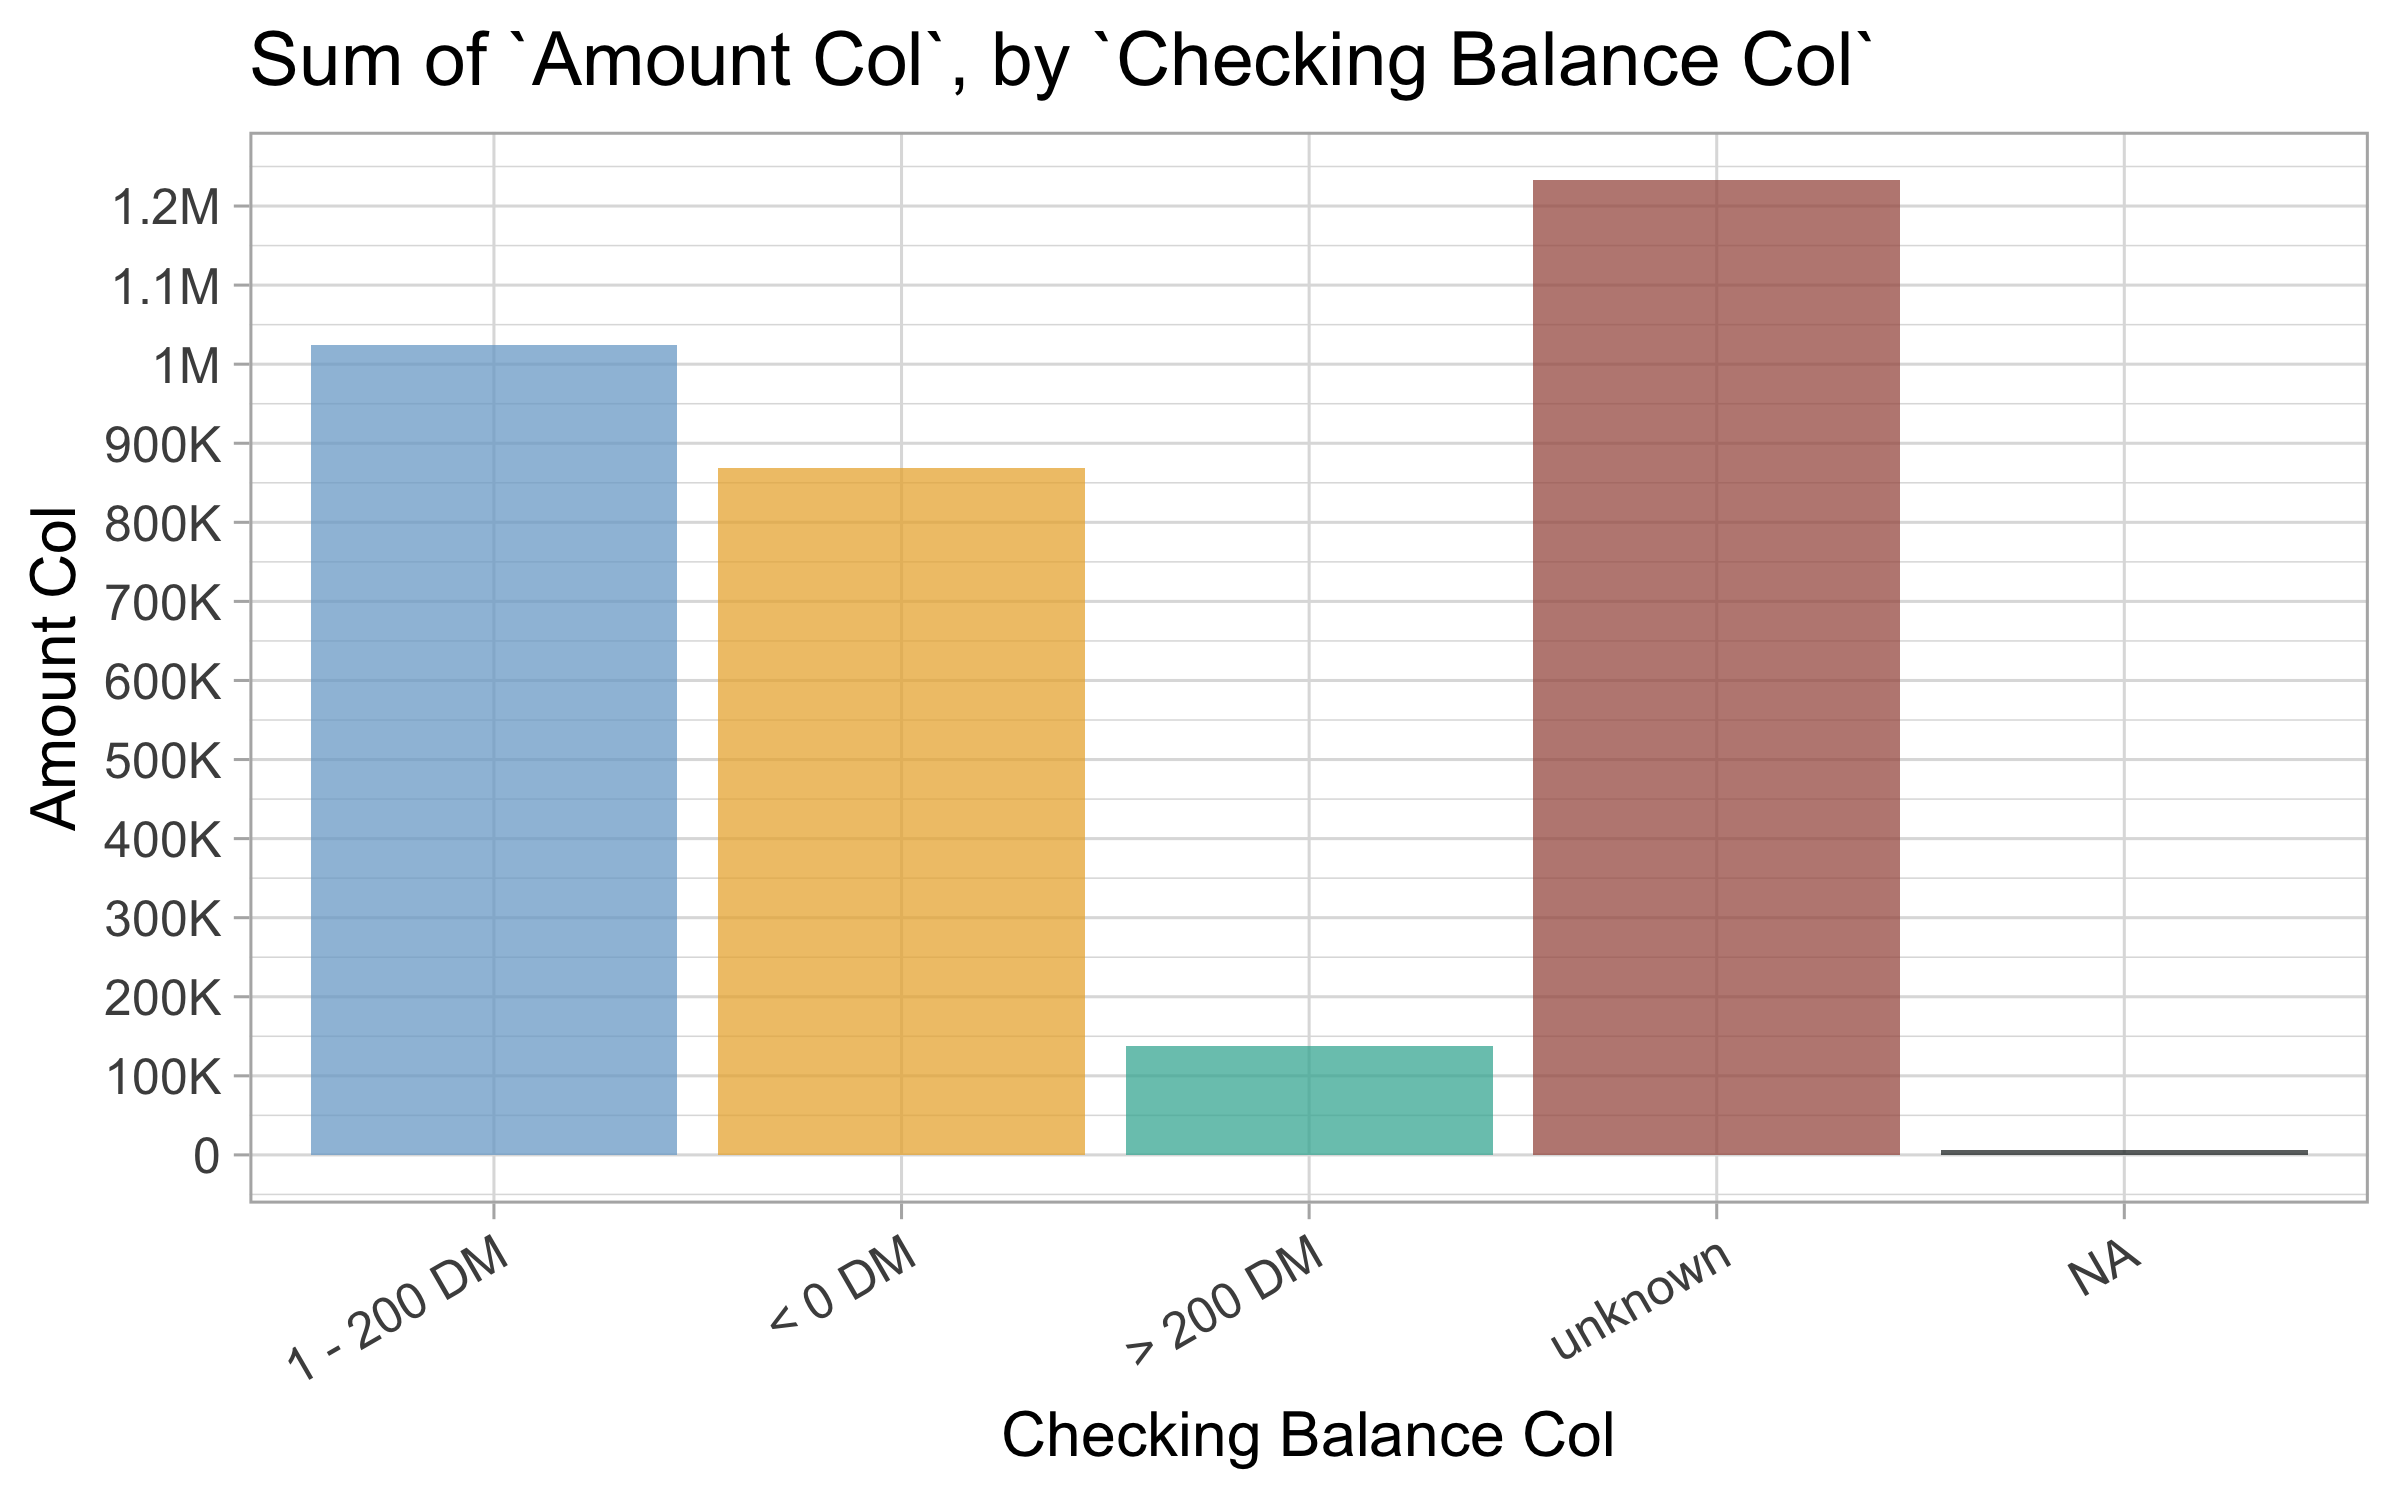 Sum of `Amount Col`, by `Checking Balance Col`
1.2M
1.1M
1M
900K
800K
700K
600K
500K
400K
300K
200K
100K
0
Amount Col
1 - 200 DM
< 0 DM
> 200 DM
unknown
NA
Checking Balance Col